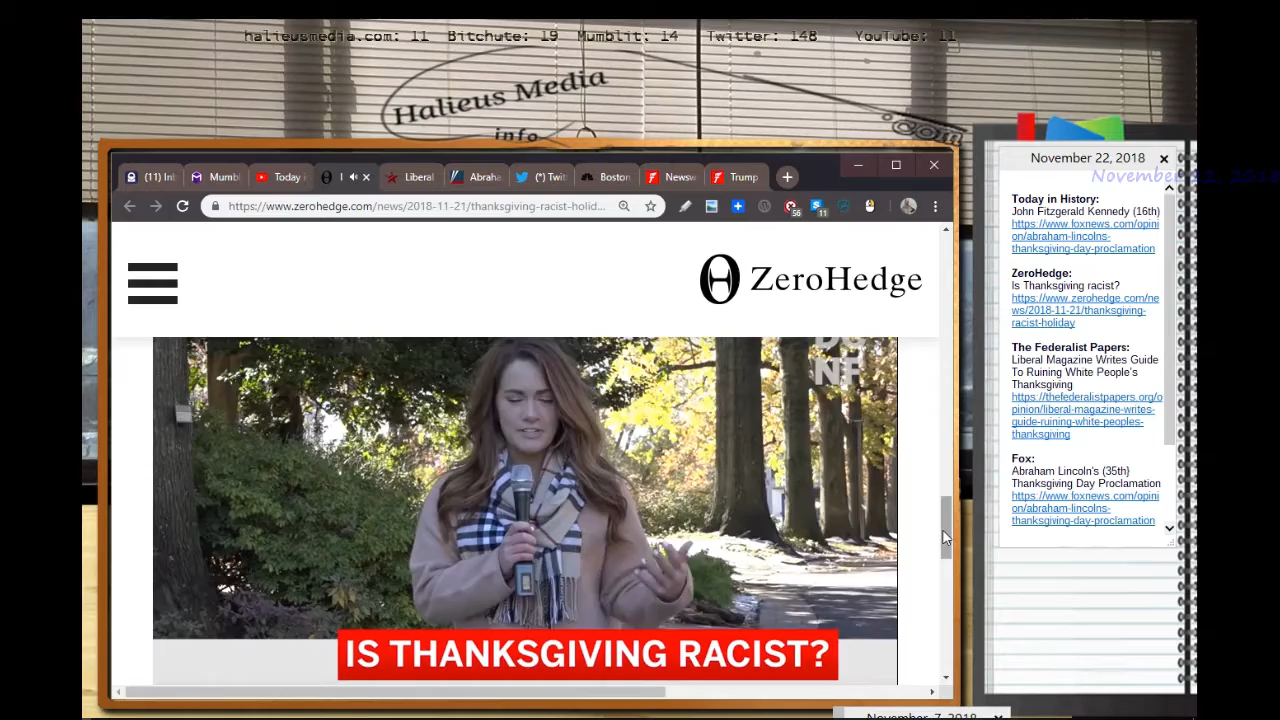 halieusmedia.com: 11 Bitchute: 19 Mumblit: 14 Twitter: 148 YouTube: 11
Halieus Media
info
.com
November 22, 2018
(11) In
Mumbl
Today
Liberal
Abraha
(*) Twit
Boston
Newsw
Trump
https://www.zerohedge.com/news/2018-11-21/thanksgiving-racist-holid...
56
11
ZeroHedge
IS THANKSGIVING RACIST?
November 22, 2018
Today in History:
John Fitzgerald Kennedy (16th)
https://www.foxnews.com/opini
on/abraham-lincolns-
thanksgiving-day-proclamation
ZeroHedge:
Is Thanksgiving racist?
https://www.zerohedge.com/ne
ws/2018-11-21/thanksgiving-
racist-holiday
The Federalist Papers:
Liberal Magazine Writes Guide
To Ruining White People's
Thanksgiving
https://thefederalistpapers.org/o
pinion/liberal-magazine-writes-
guide-ruining-white-peoples-
thanksgiving
Fox:
Abraham Lincoln's (35th)
Thanksgiving Day Proclamation
https://www.foxnews.com/opini
on/abraham-lincolns-
thanksgiving-day-proclamation
November 7, 2018